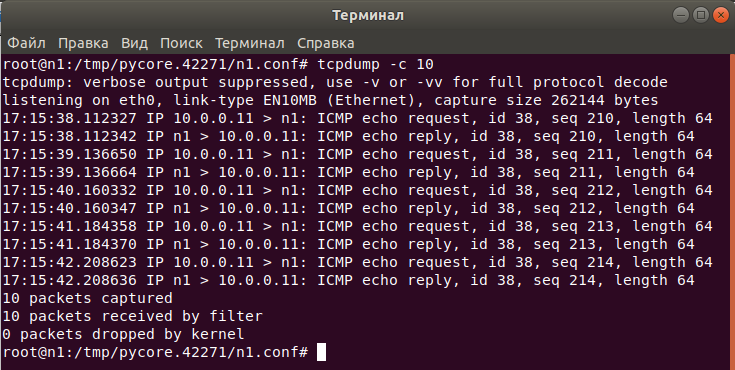 Терминал
Файл Правка Вид Поиск Терминал Справка
root@n1:/tmp/pycore.42271/n1.conf# tcpdump -c 10
tcpdump: verbose output suppressed, use -v or -vv for full protocol decode
listening on eth0, link-type EN10MB (Ethernet), capture size 262144 bytes
17:15:38.112327 IP 10.0.0.11 > n1: ICMP echo request, id 38, seq 210, length 64
17:15:38.112342 IP n1 > 10.0.0.11: ICMP echo reply, id 38, seq 210, length 64
17:15:39.136650 IP 10.0.0.11 > n1: ICMP echo request, id 38, seq 211, length 64
17:15:39.136664 IP n1 > 10.0.0.11: ICMP echo reply, id 38, seq 211, length 64
17:15:40.160332 IP 10.0.0.11 > n1: ICMP echo request, id 38, seq 212, length 64
17:15:40.160347 IP n1 > 10.0.0.11: ICMP echo reply, id 38, seq 212, length 64
17:15:41.184358 IP 10.0.0.11 > n1: ICMP echo request, id 38, seq 213, length 64
17:15:41.184370 IP n1 > 10.0.0.11: ICMP echo reply, id 38, seq 213, length 64
17:15:42.208623 IP 10.0.0.11 > n1: ICMP echo request, id 38, seq 214, length 64
17:15:42.208636 IP n1 > 10.0.0.11: ICMP echo reply, id 38, seq 214, length 64
10 packets captured
10 packets received by filter
0 packets dropped by kernel
root@n1:/tmp/pycore.42271/n1.conf#